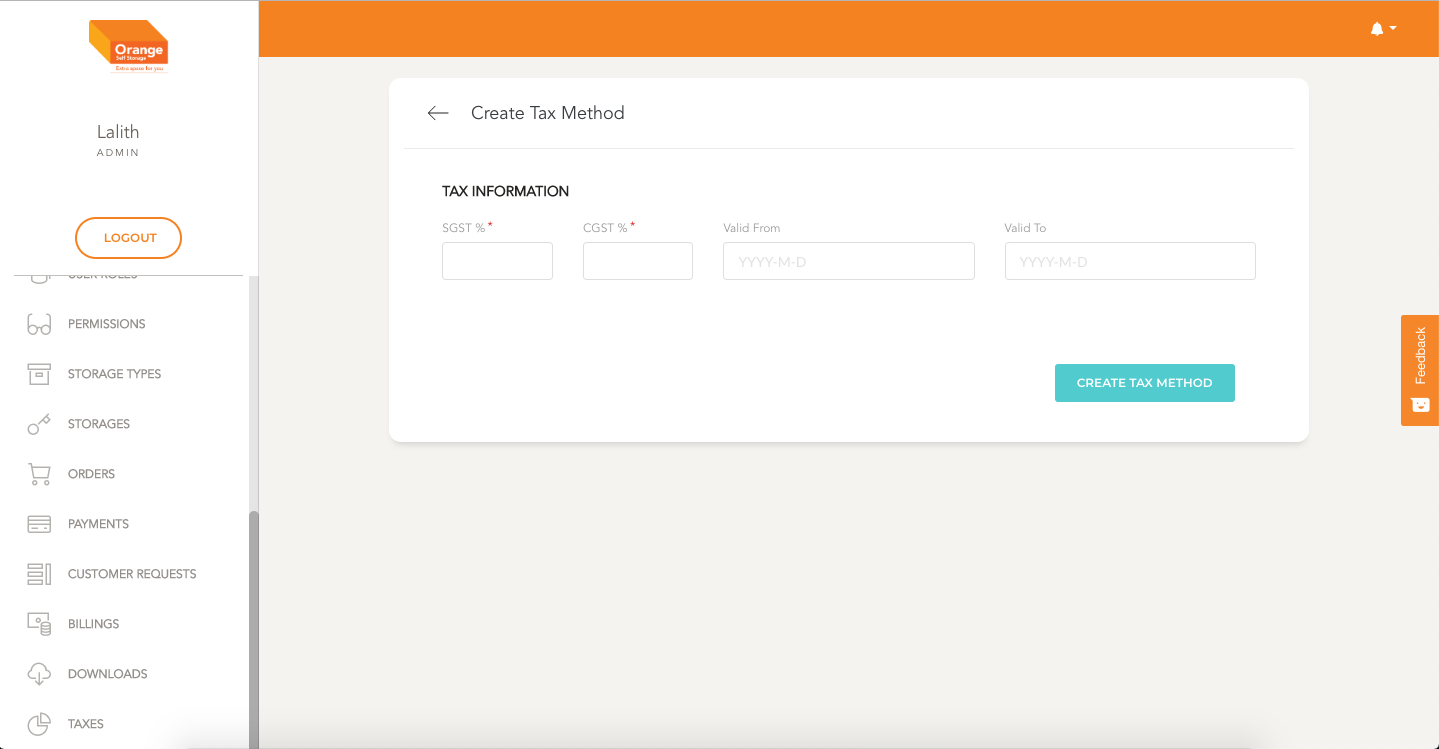 Orange
Self Storage
Extra space for you
Lalith
ADMIN
LOGOUT
USER ROLES
PERMISSIONS
STORAGE TYPES
STORAGES
ORDERS
PAYMENTS
CUSTOMER REQUESTS
BILLINGS
DOWNLOADS
TAXES
Create Tax Method
TAX INFORMATION
SGST % * CGST % * Valid From Valid To
YYYY-M-D YYYY-M-D
CREATE TAX METHOD
Feedback